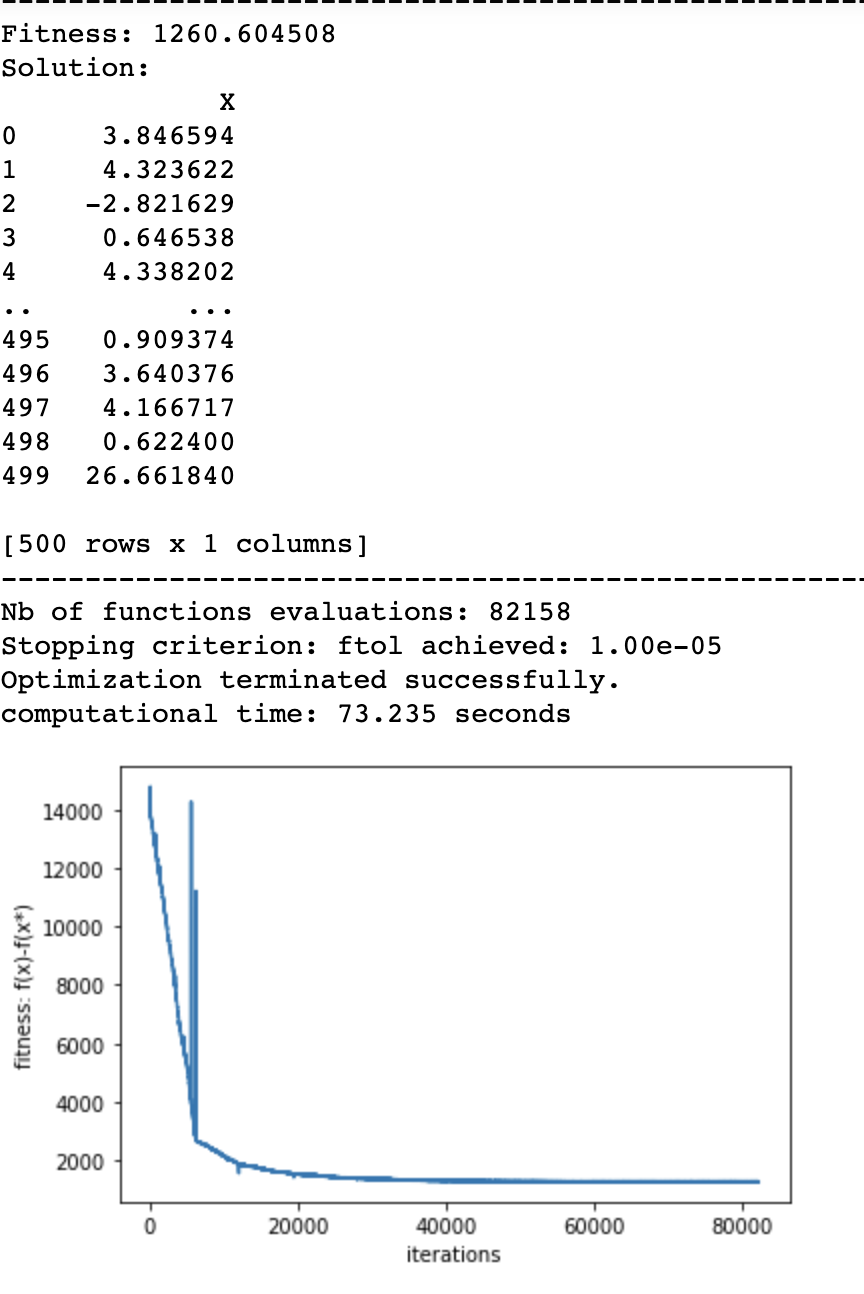 Fitness: 1260.604508
Solution:
X
0 3.846594
1 4.323622
2 -2.821629
3 0.646538
4 4.338202
.. ...
495 0.909374
496 3.640376
497 4.166717
498 0.622400
499 26.661840
[500 rows x 1 columns]
Nb of functions evaluations: 82158
Stopping criterion: ftol achieved: 1.00e-05
Optimization terminated successfully.
computational time: 73.235 seconds
14000
12000
10000
8000
6000
4000
2000
fitness: f(x)-f(x*)
0 20000 40000 60000 80000
iterations